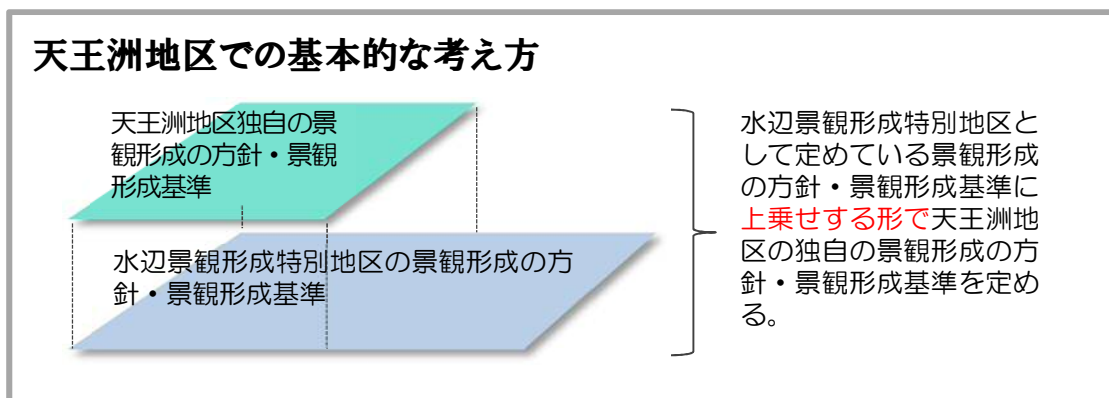 天王洲地区での基本的な考え方
天王洲地区独自の景
観形成の方針・景観
形成基準
水辺景観形成特別地区の景観形成の方
針・景観形成基準
水辺景観形成特別地区と
して定めている景観形成
の方針・景観形成基準に
上乗せする形で天王洲地
区の独自の景観形成の方
針・景観形成基準を定め
る。